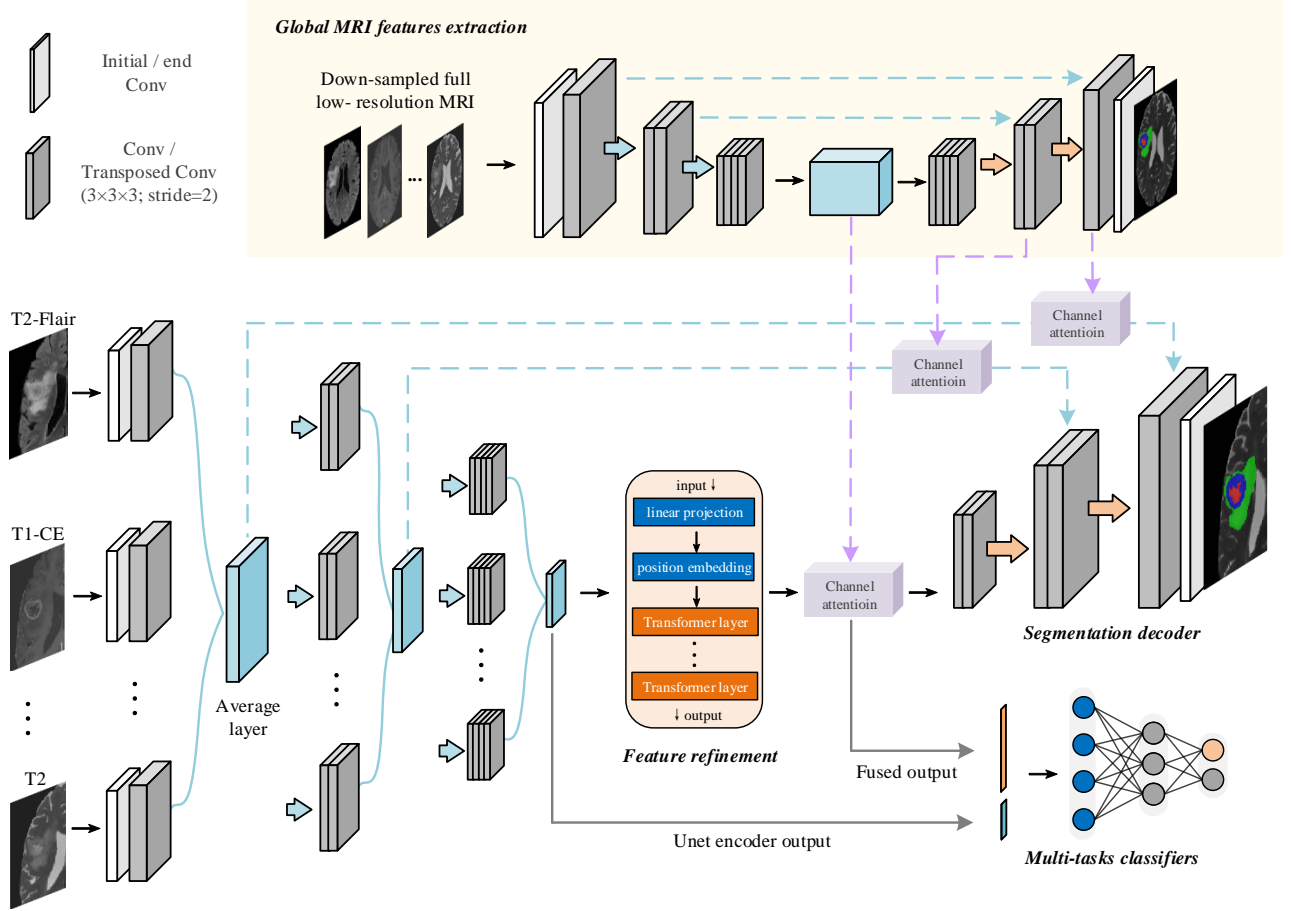 Global MRI features extraction
Initial / end
Conv
Conv /
Transposed Conv
(3×3×3; stride=2)
Down-sampled full
low- resolution MRI
...
Channel
attentioin
Channel
attentioin
T2-Flair
T1-CE
T2
Average
layer
input ↓
linear projection
position embedding
Transformer layer
Transformer layer
↓ output
Feature refinement
Channel
attentioin
Segmentation decoder
Fused output
Unet encoder output
Multi-tasks classifiers